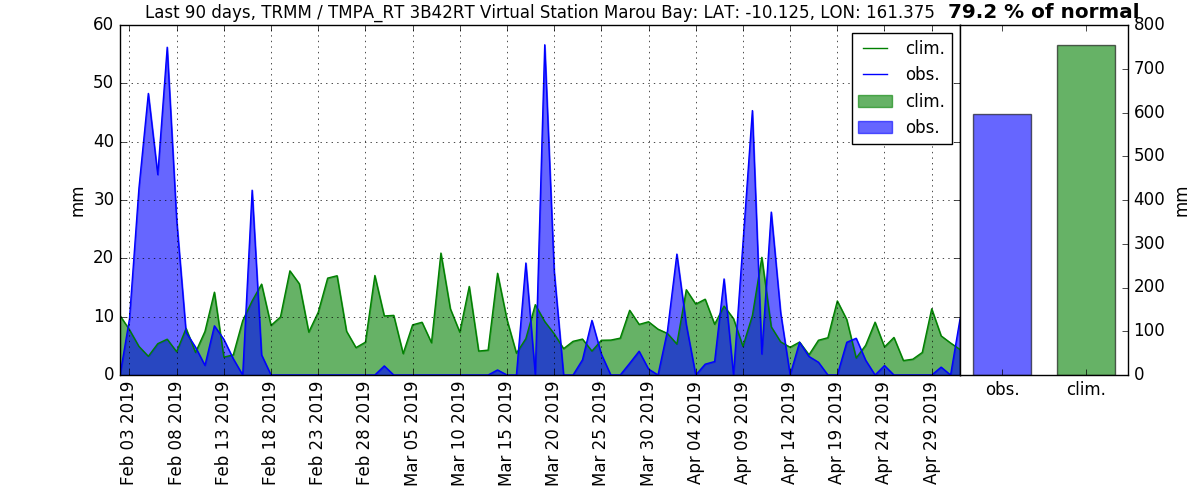 Last 90 days, TRMM / TMPA_RT 3B42RT Virtual Station Marou Bay: LAT: -10.125, LON: 161.375 79.2 % of normal
60
50
40
30
20
10
0
mm
clim.
obs.
clim.
obs.
800
700
600
500
400
300
200
100
0
mm
obs.
clim.
Feb 03 2019
Feb 08 2019
Feb 13 2019
Feb 18 2019
Feb 23 2019
Feb 28 2019
Mar 05 2019
Mar 10 2019
Mar 15 2019
Mar 20 2019
Mar 25 2019
Mar 30 2019
Apr 04 2019
Apr 09 2019
Apr 14 2019
Apr 19 2019
Apr 24 2019
Apr 29 2019